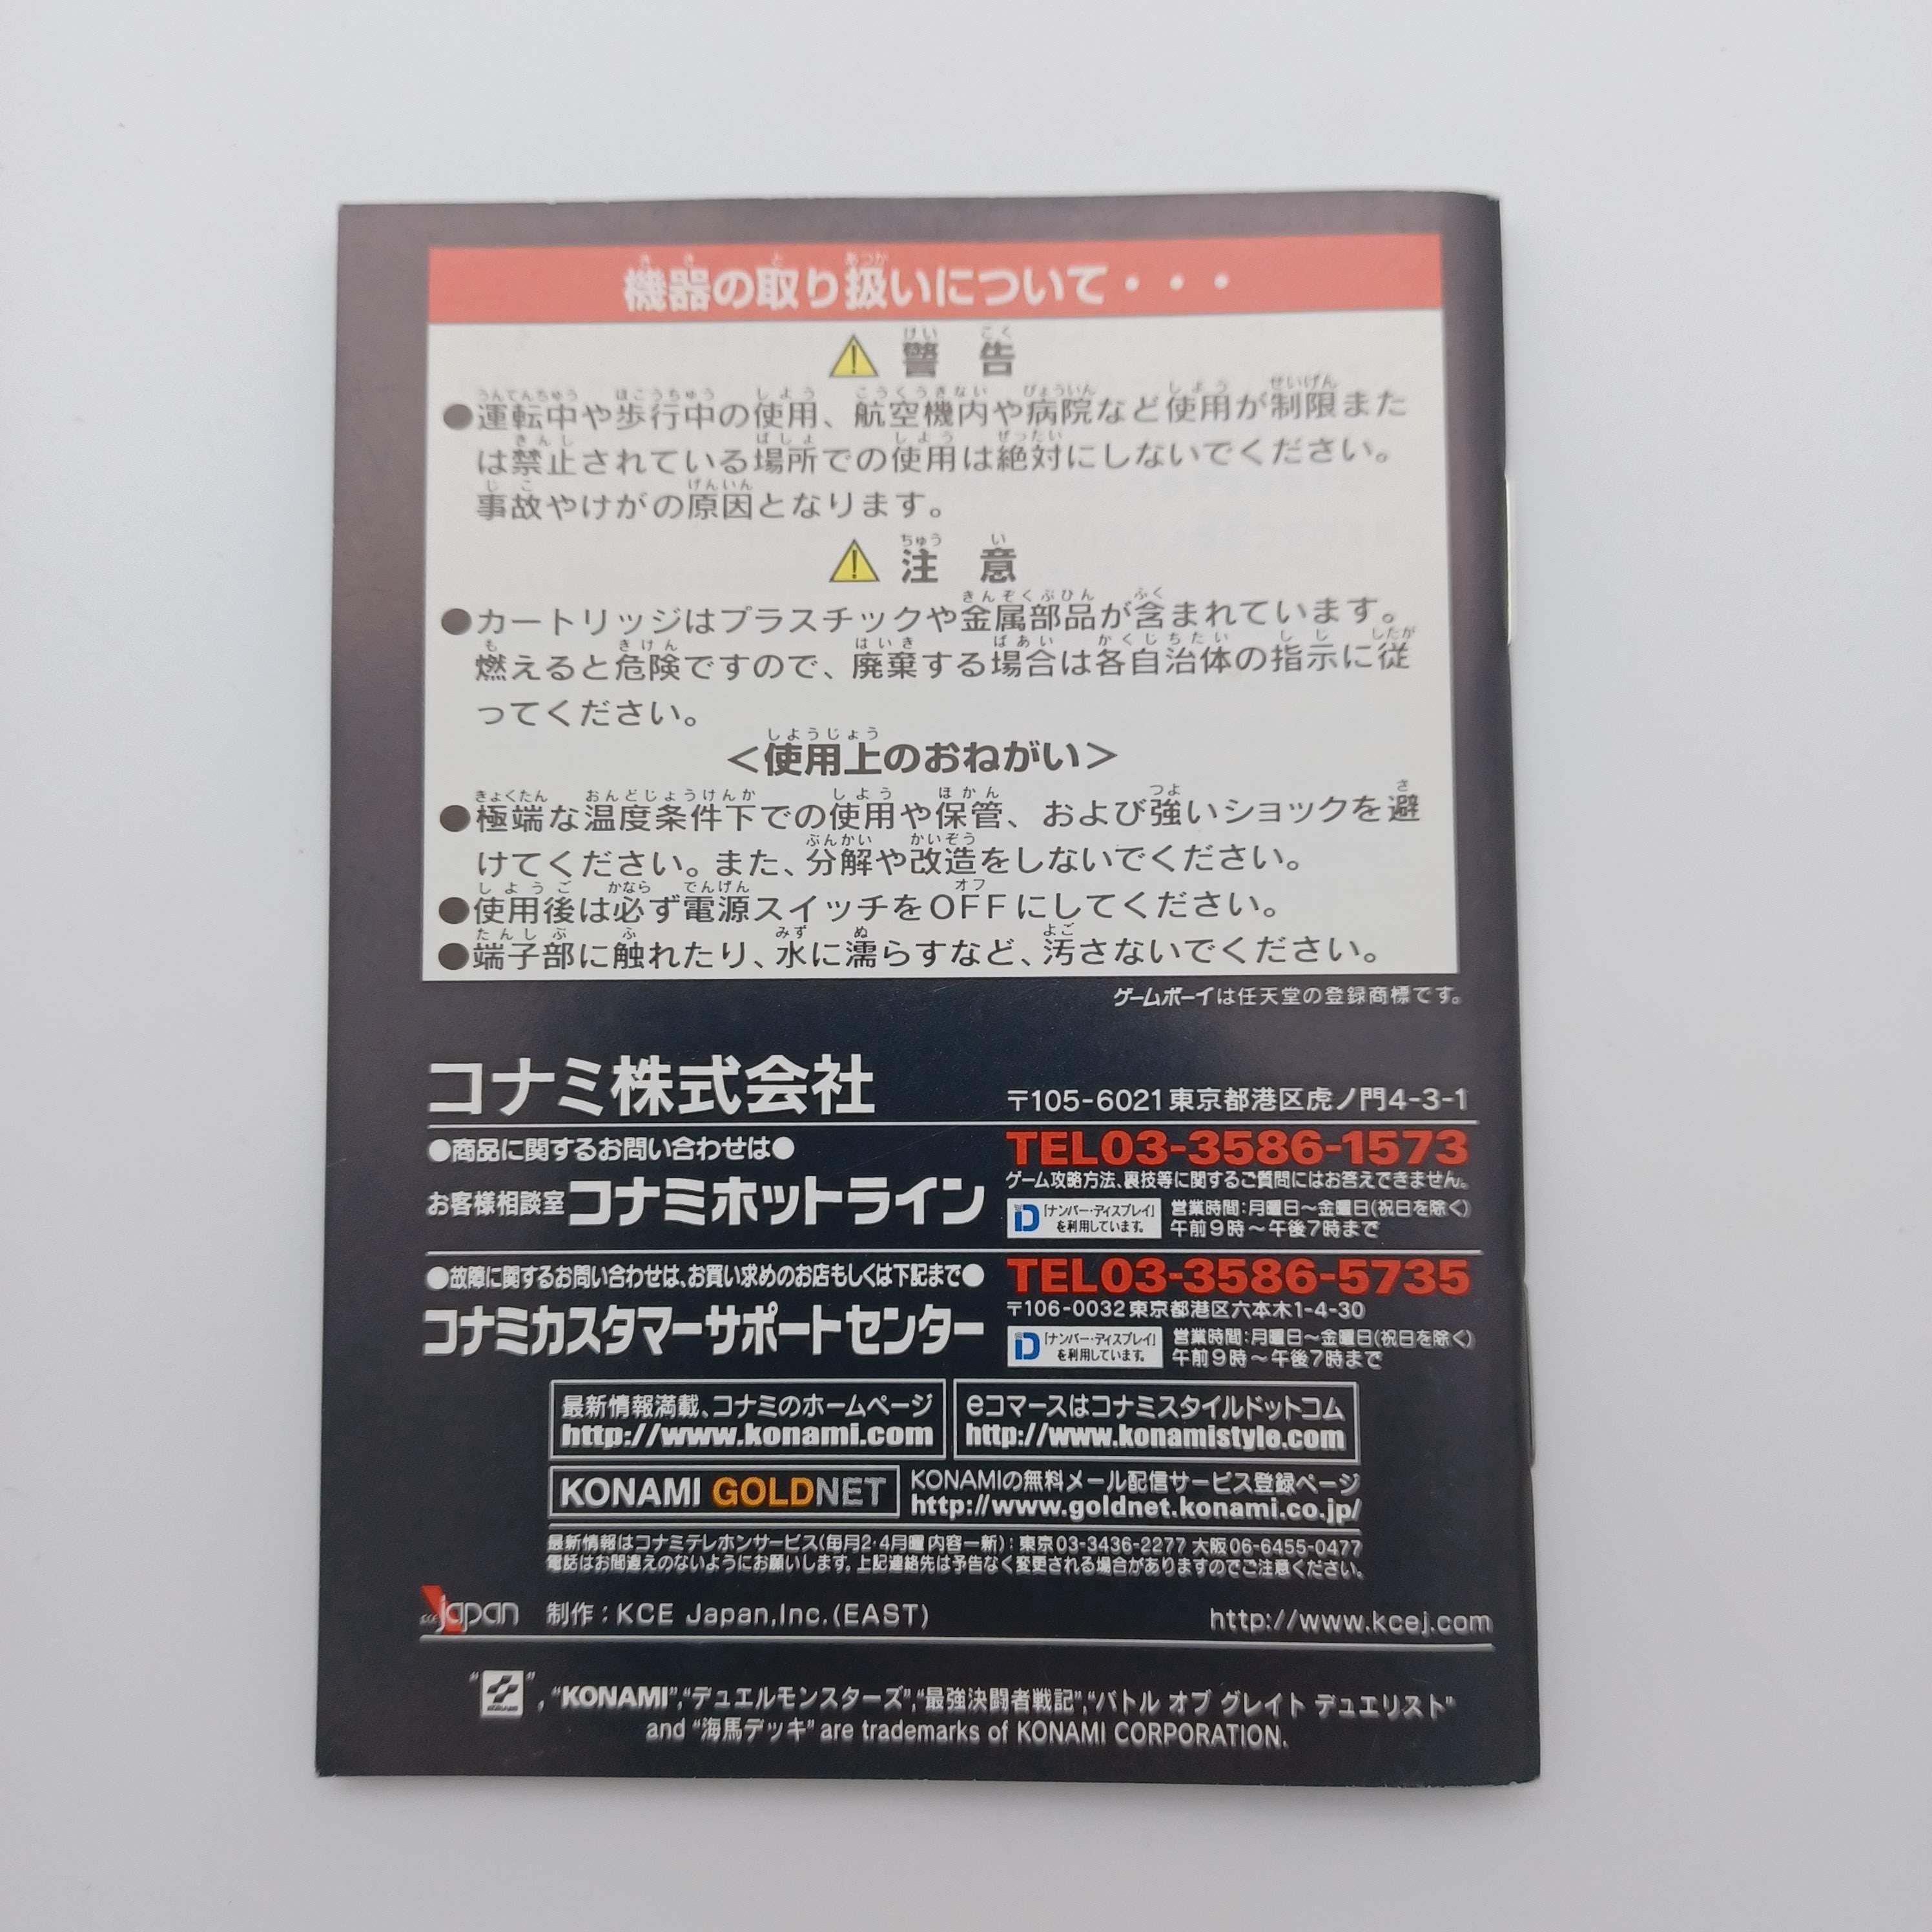 機器の取り扱いについて・・・
警告
●運転中や歩行中の使用、航空機内や病院など使用が制限また
は禁止されている場所での使用は絶対にしないでください。
事故やけがの原因となります。
注意
●カートリッジはプラスチックや金属部品が含まれています。
燃えると危険ですので、廃棄する場合は各自治体の指示に従
ってください。
＜使用上のおねがい＞
●極端な温度条件下での使用や保管、および強いショックを避
けてください。また、分解や改造をしないでください。
●使用後は必ず電源スイッチをOFFにしてください。
●端子部に触れたり、水に濡らすなど、汚さないでください。
ゲームボーイは任天堂の登録商標です。
コナミ株式会社
〒105-6021東京都港区虎ノ門4-3-1
●商品に関するお問い合わせは●
お客様相談室コナミホットライン
TEL03-3586-1573
ゲーム攻略方法、裏技等に関するご質問にはお答えできません。
「ナンバー・ディスプレイ」
を利用しています。
営業時間：月曜日〜金曜日(祝日を除く)
午前9時〜午後7時まで
●故障に関するお問い合わせは、お買い求めのお店もしくは下記まで●
コナミカスタマーサポートセンター
TEL03-3586-5735
〒106-0032東京都港区六本木1-4-30
「ナンバー・ディスプレイ」
を利用しています。
営業時間：月曜日〜金曜日(祝日を除く)
午前9時〜午後7時まで
最新情報満載、コナミのホームページ
http://www.konami.com
eコマースはコナミスタイルドットコム
http://www.konamistyle.com
KONAMI GOLDNET
KONAMIの無料メール配信サービス登録ページ
http://www.goldnet.konami.co.jp/
最新情報はコナミテレホンサービス(毎月2・4月曜内容一新)：東京03-3436-2277 大阪06-6455-0477
電話はお間違えのないようにお願いします。上記連絡先は予告なく変更される場合がありますのでご注意ください。
KCE Japan
制作：KCE Japan,Inc.(EAST)
http://www.kcej.com
"KONAMI", "KONAMI","デュエルモンスターズ","最強決闘者戦記","バトル オブ グレイト デュエリスト"
and "海馬デッキ" are trademarks of KONAMI CORPORATION.